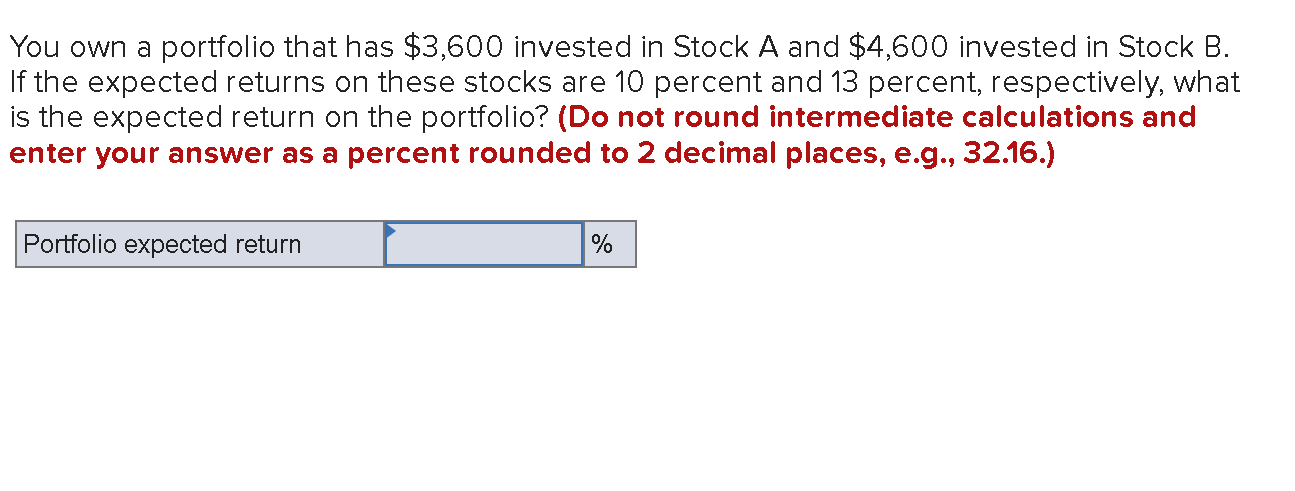 You own a portfolio that has $3,600 invested in Stock A and $4,600 invested in Stock B.
If the expected returns on these stocks are 10 percent and 13 percent, respectively, what
is the expected return on the portfolio? (Do not round intermediate calculations and
enter your answer as a percent rounded to 2 decimal places, e.g., 32.16.)
Portfolio expected return %